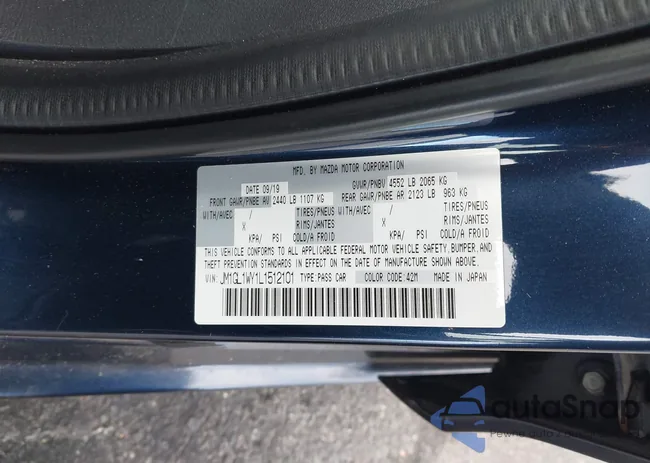 MFD. BY MAZDA MOTOR CORPORATION
DATE 09/19 GVWR/PNBV 4552 LB 2065 KG
FRONT GAWR/PNBE AV 2440 LB 1107 KG REAR GAWR/PNBE AR 2123 LB 963 KG
WITH/AVEC / TIRES/PNEUS WITH/AVEC / TIRES/PNEUS
X RIMS/JANTES X RIMS/JANTES
KPA/ PSI COLD/A FROID KPA/ PSI COLD/A FROID
THIS VEHICLE CONFORMS TO ALL APPLICABLE FEDERAL MOTOR VEHICLE SAFETY, BUMPER, AND
THEFT PREVENTION STANDARDS IN EFFECT ON THE DATE OF MANUFACTURE SHOWN ABOVE.
VIN: JM1GL1WY1L1512101 TYPE:PASS CAR COLOR CODE:42M MADE IN JAPAN
autoSnap